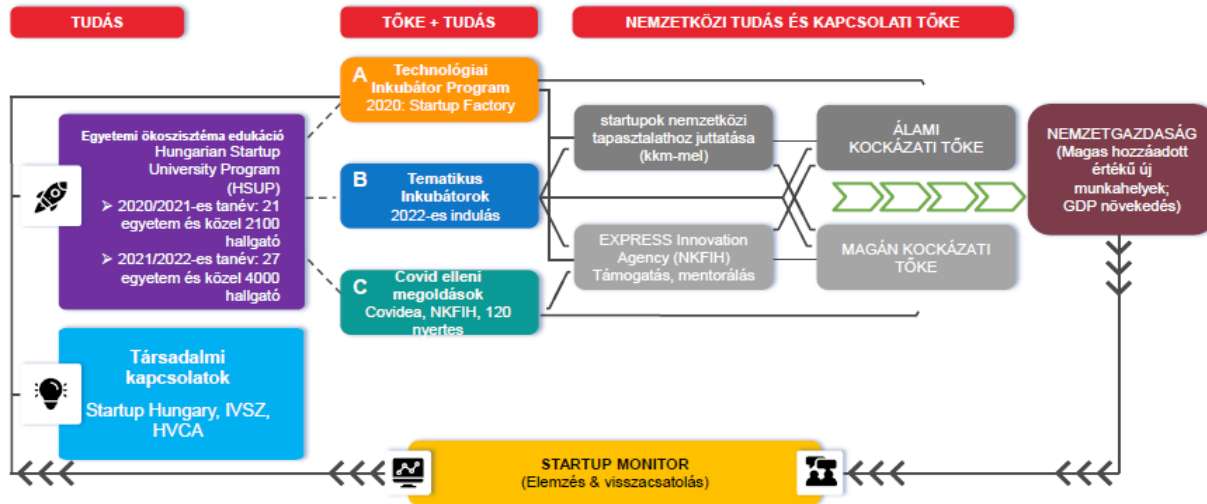 TUDÁS
TŐKE + TUDÁS
NEMZETKÖZI TUDÁS ÉS KAPCSOLATI TŐKE
Egyetemi ökoszisztéma edukáció
Hungarian Startup
University Program
(HSUP)
➢ 2020/2021-es tanév: 21
egyetem és közel 2100
hallgató
➢ 2021/2022-es tanév: 27
egyetem és közel 4000
hallgató
Társadalmi
kapcsolatok
Startup Hungary, IVSZ,
HVCA
A
Technológiai
Inkubátor Program
2020: Startup Factory
B
Tematikus
Inkubátorok
2022-es indulás
C
Covid elleni
megoldások
Covidea, NKFIH, 120
nyertes
startupok nemzetközi
tapasztalathoz juttatása
(kkm-mel)
EXPRESS Innovation
Agency (NKFIH)
Támogatás, mentorálás
ÁLLAMI
KOCKÁZATI TŐKE
MAGÁN KOCKÁZATI
TŐKE
NEMZETGAZDASÁG
(Magas hozzáadott
értékű új
munkahelyek;
GDP növekedés)
STARTUP MONITOR
(Elemzés & visszacsatolás)